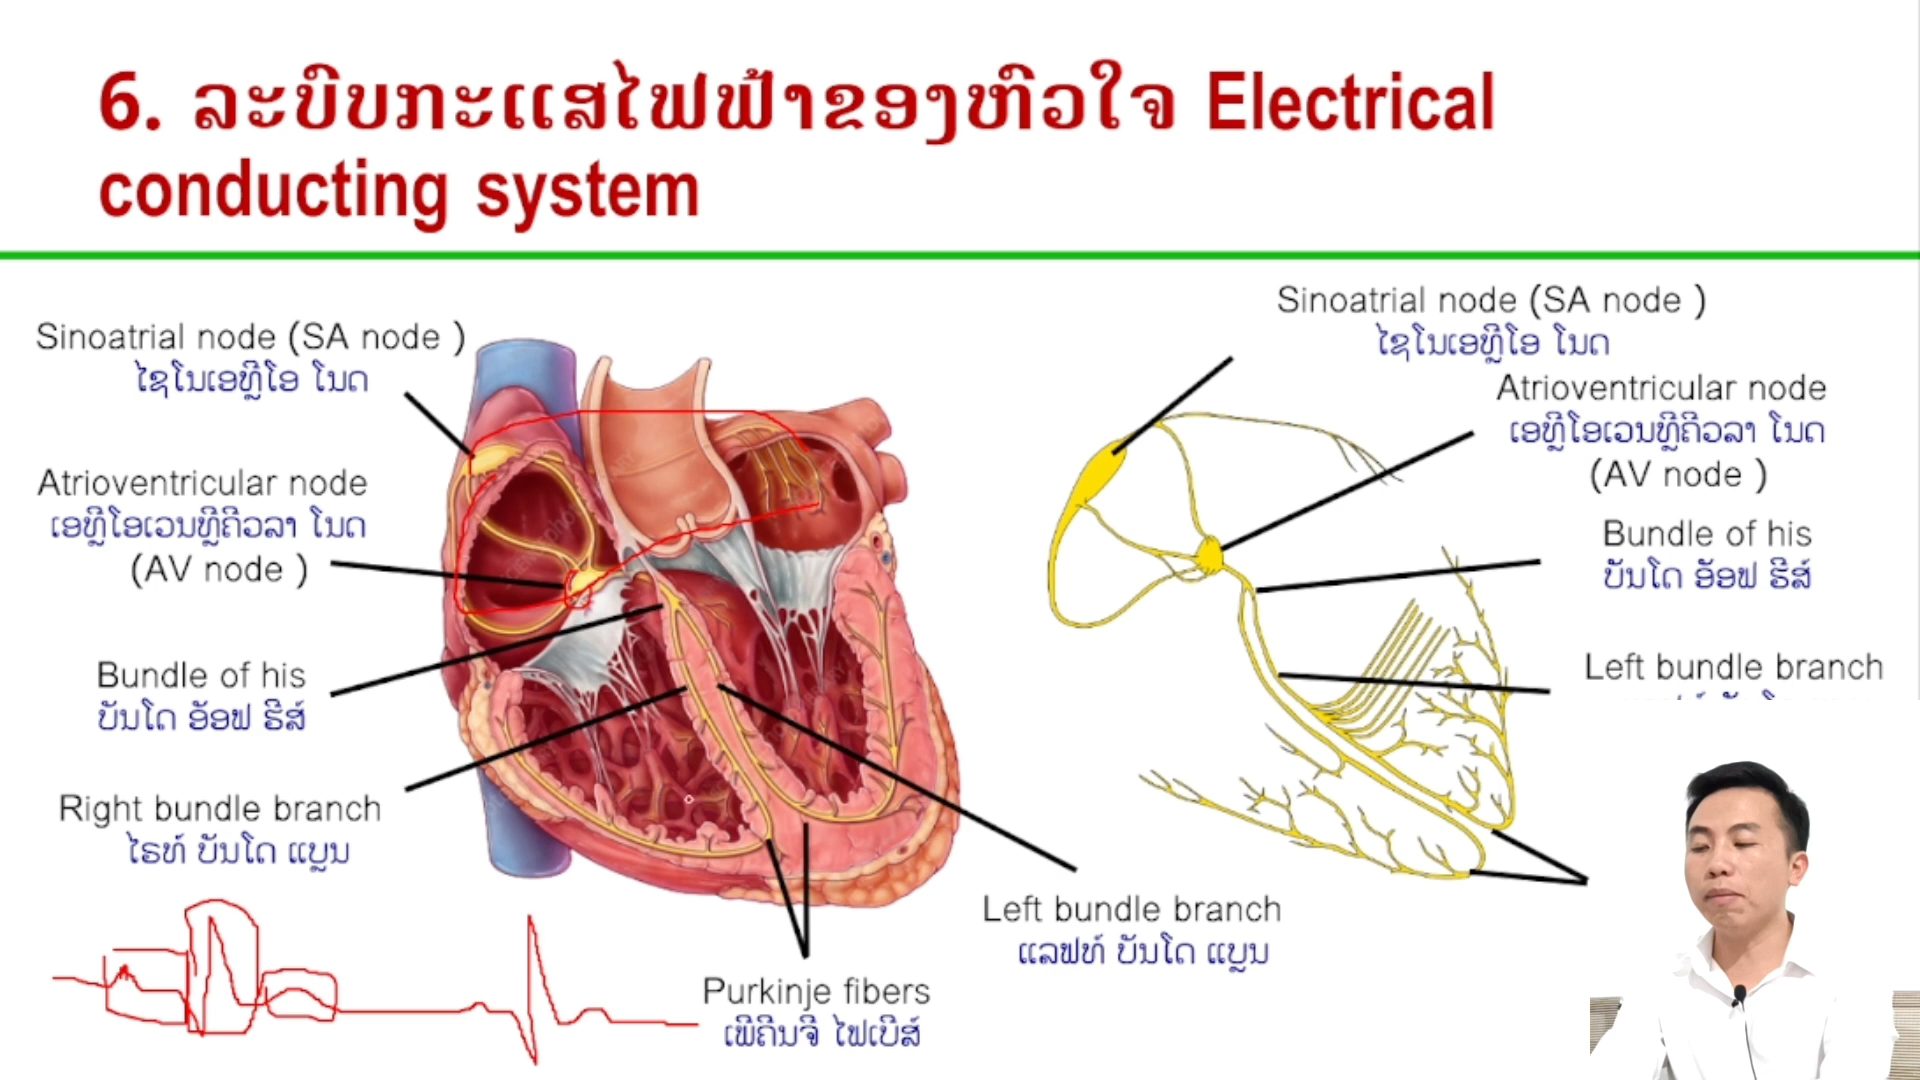 6. ລະບົບກະແສໄຟຟ້າຂອງຫົວໃຈ Electrical
conducting system
Sinoatrial node (SA node )
ໄຊໂນເອທຼີໂອ ໂນດ
Atrioventricular node
ເອທຼີໂອເວນທຼີຄິວລາ ໂນດ
(AV node )
Bundle of his
ບັນໂດ ອັອຟ ຮິສ໌
Right bundle branch
ໄຣທ໌ ບັນໂດ ແບຼນ
Purkinje fibers
ເພີຄິນຈີ ໄຟເບີສ໌
Left bundle branch
ແລຟທ໌ ບັນໂດ ແບຼນ
Sinoatrial node (SA node )
ໄຊໂນເອທຼີໂອ ໂນດ
Atrioventricular node
ເອທຼີໂອເວນທຼີຄິວລາ ໂນດ
(AV node )
Bundle of his
ບັນໂດ ອັອຟ ຮິສ໌
Left bundle branch